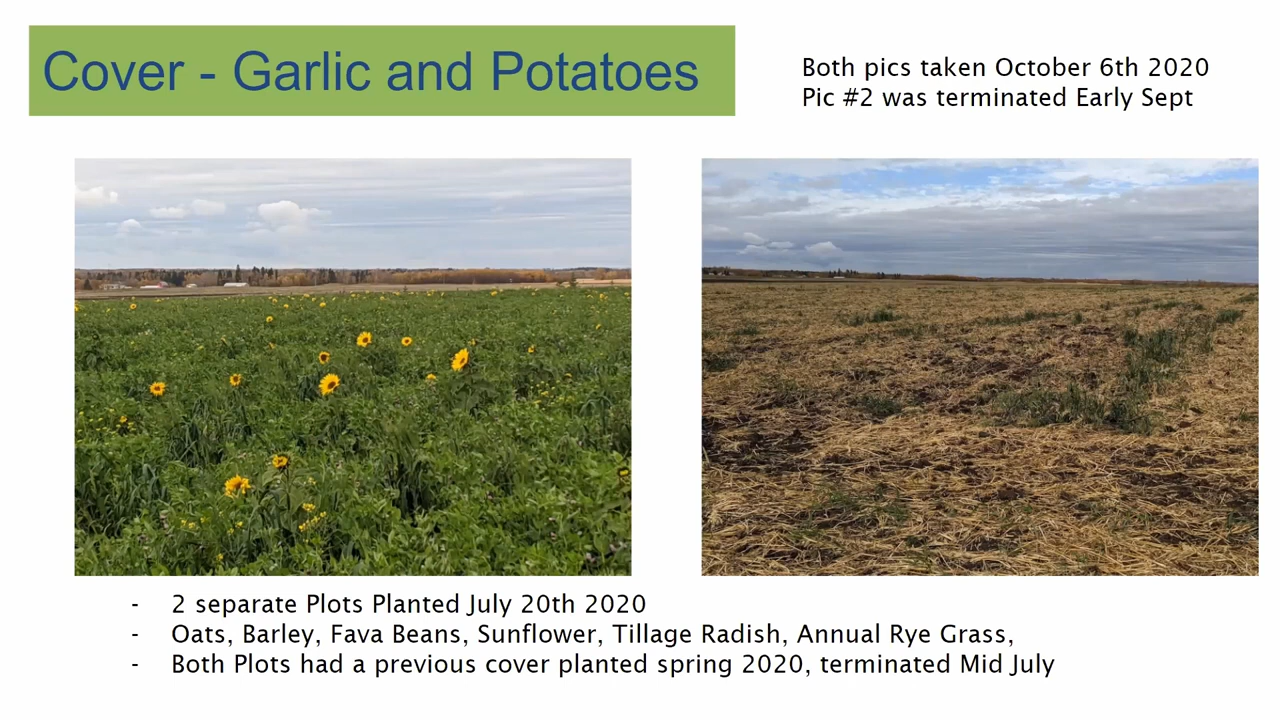 Cover - Garlic and Potatoes
Both pics taken October 6th 2020
Pic #2 was terminated Early Sept
- 2 separate Plots Planted July 20th 2020
- Oats, Barley, Fava Beans, Sunflower, Tillage Radish, Annual Rye Grass,
- Both Plots had a previous cover planted spring 2020, terminated Mid July